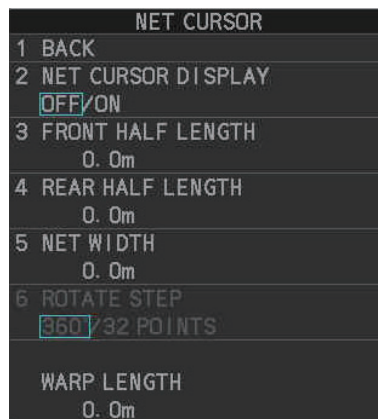 NET CURSOR
1 BACK
2 NET CURSOR DISPLAY
OFF/ON
3 FRONT HALF LENGTH
0.0m
4 REAR HALF LENGTH
0.0m
5 NET WIDTH
0.0m
6 ROTATE STEP
360°/32 POINTS
WARP LENGTH
0.0m